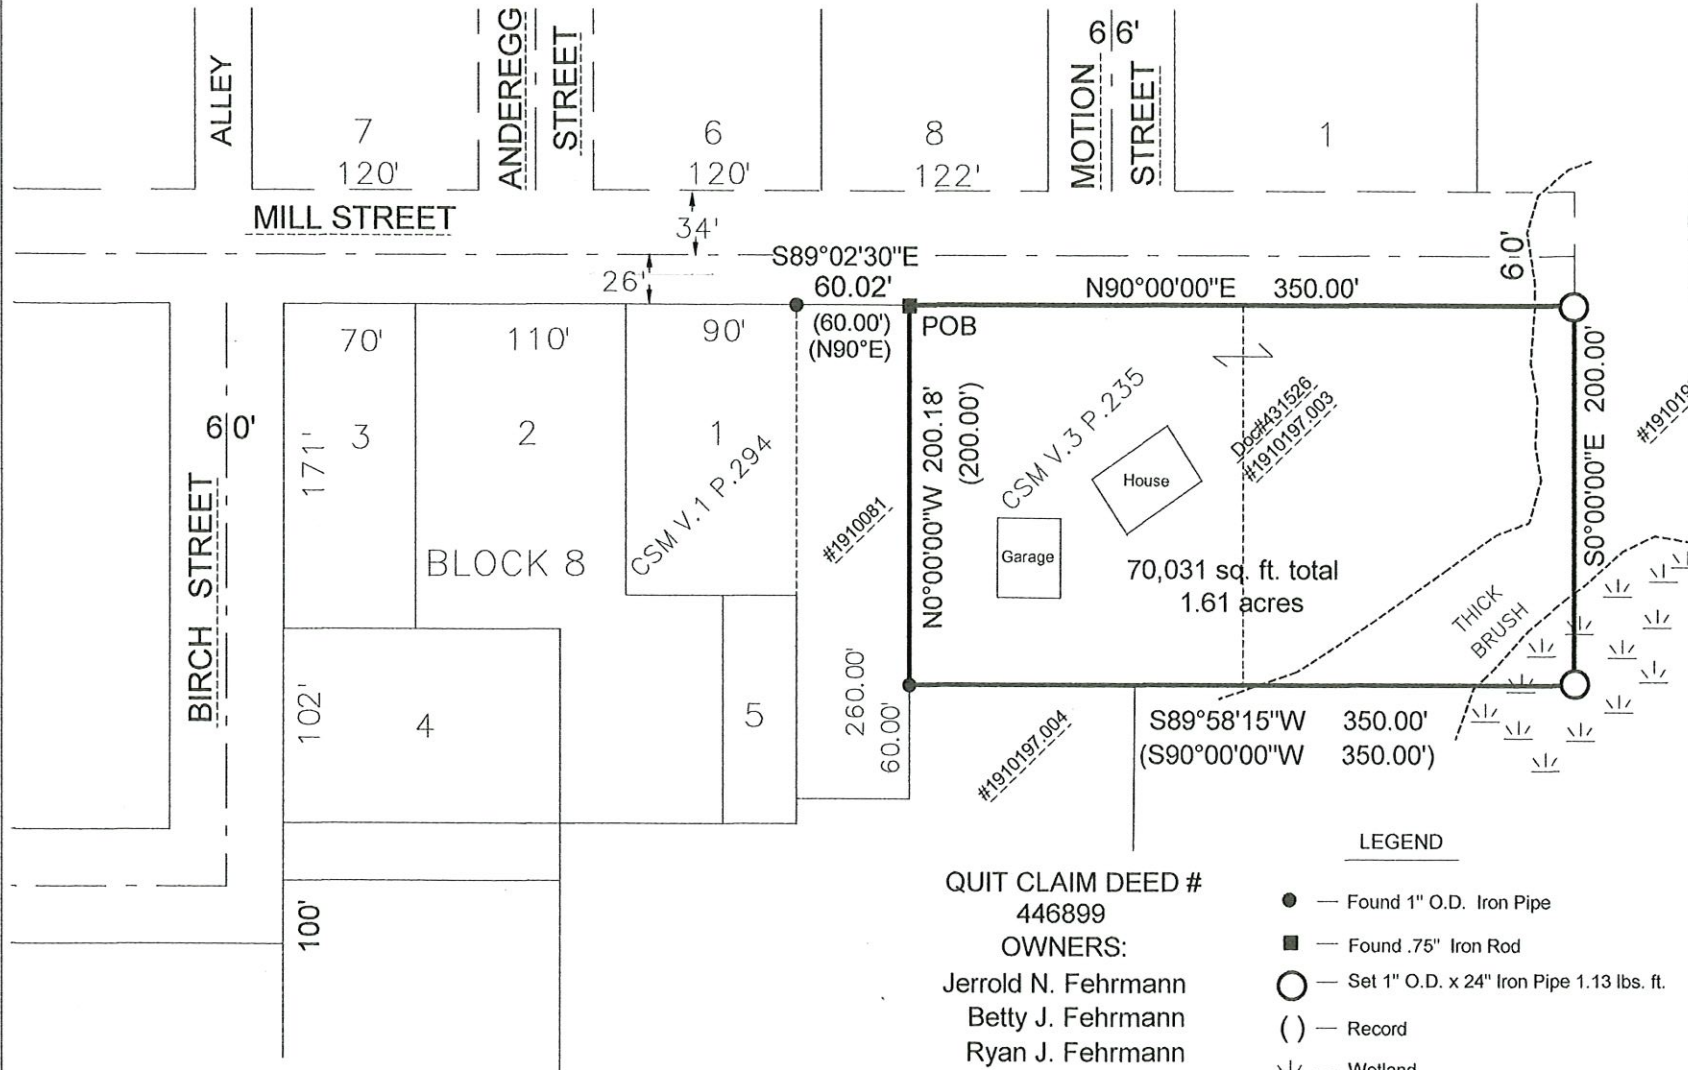 ALLEY
ANDEREGG
STREET
66'
MOTION
STREET
7
120'
6
120'
8
122'
1
MILL STREET
34'
26'
S89°02'30"E
60.02'
(60.00')
(N90°E)
N90°00'00"E 350.00'
60'
POB
70'
110'
90'
60'
3
2
1
171'
BIRCH STREET
BLOCK 8
CSM V.1 P.294
#1910081
N0°00'00"W 200.18'
(200.00')
CSM V.3 P.235
Doc#431526
#1910197.003
House
Garage
70,031 sq. ft. total
1.61 acres
S0°00'00"E 200.00'
THICK
BRUSH
102'
4
5
260.00'
60.00'
#1910197.004
S89°58'15"W 350.00'
(S90°00'00"W 350.00')
100'
QUIT CLAIM DEED #
446899
OWNERS:
Jerrold N. Fehrmann
Betty J. Fehrmann
Ryan J. Fehrmann
LEGEND
Found 1" O.D. Iron Pipe
Found .75" Iron Rod
Set 1" O.D. x 24" Iron Pipe 1.13 lbs. ft.
( ) — Record
Wetland